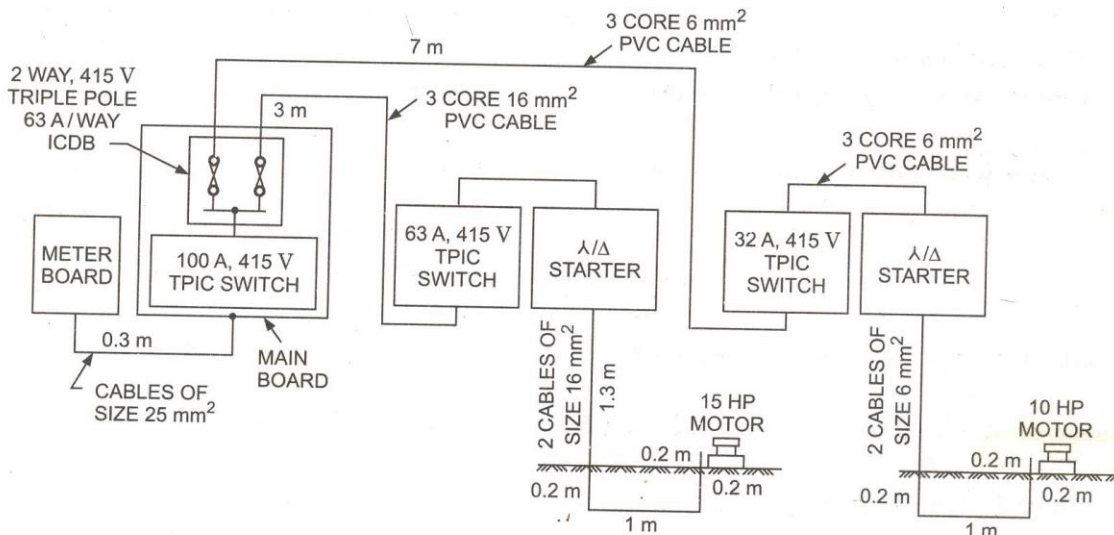 3 CORE 6 mm²
PVC CABLE
7 m
2 WAY, 415 V
TRIPLE POLE
63 A / WAY
ICDB
3 m
3 CORE 16 mm²
PVC CABLE
3 CORE 6 mm²
PVC CABLE
METER
BOARD
100 A, 415 V
TPIC SWITCH
63 A, 415 V
TPIC
SWITCH
⅄/Δ
STARTER
32 A, 415 V
TPIC
SWITCH
⅄/Δ
STARTER
0.3 m
MAIN
BOARD
CABLES OF
SIZE 25 mm²
2 CABLES OF
SIZE 16 mm²
1.3 m
15 HP
MOTOR
0.2 m
0.2 m
0.2 m
1 m
2 CABLES OF
SIZE 6 mm²
10 HP
MOTOR
0.2 m
0.2 m
0.2 m
1 m